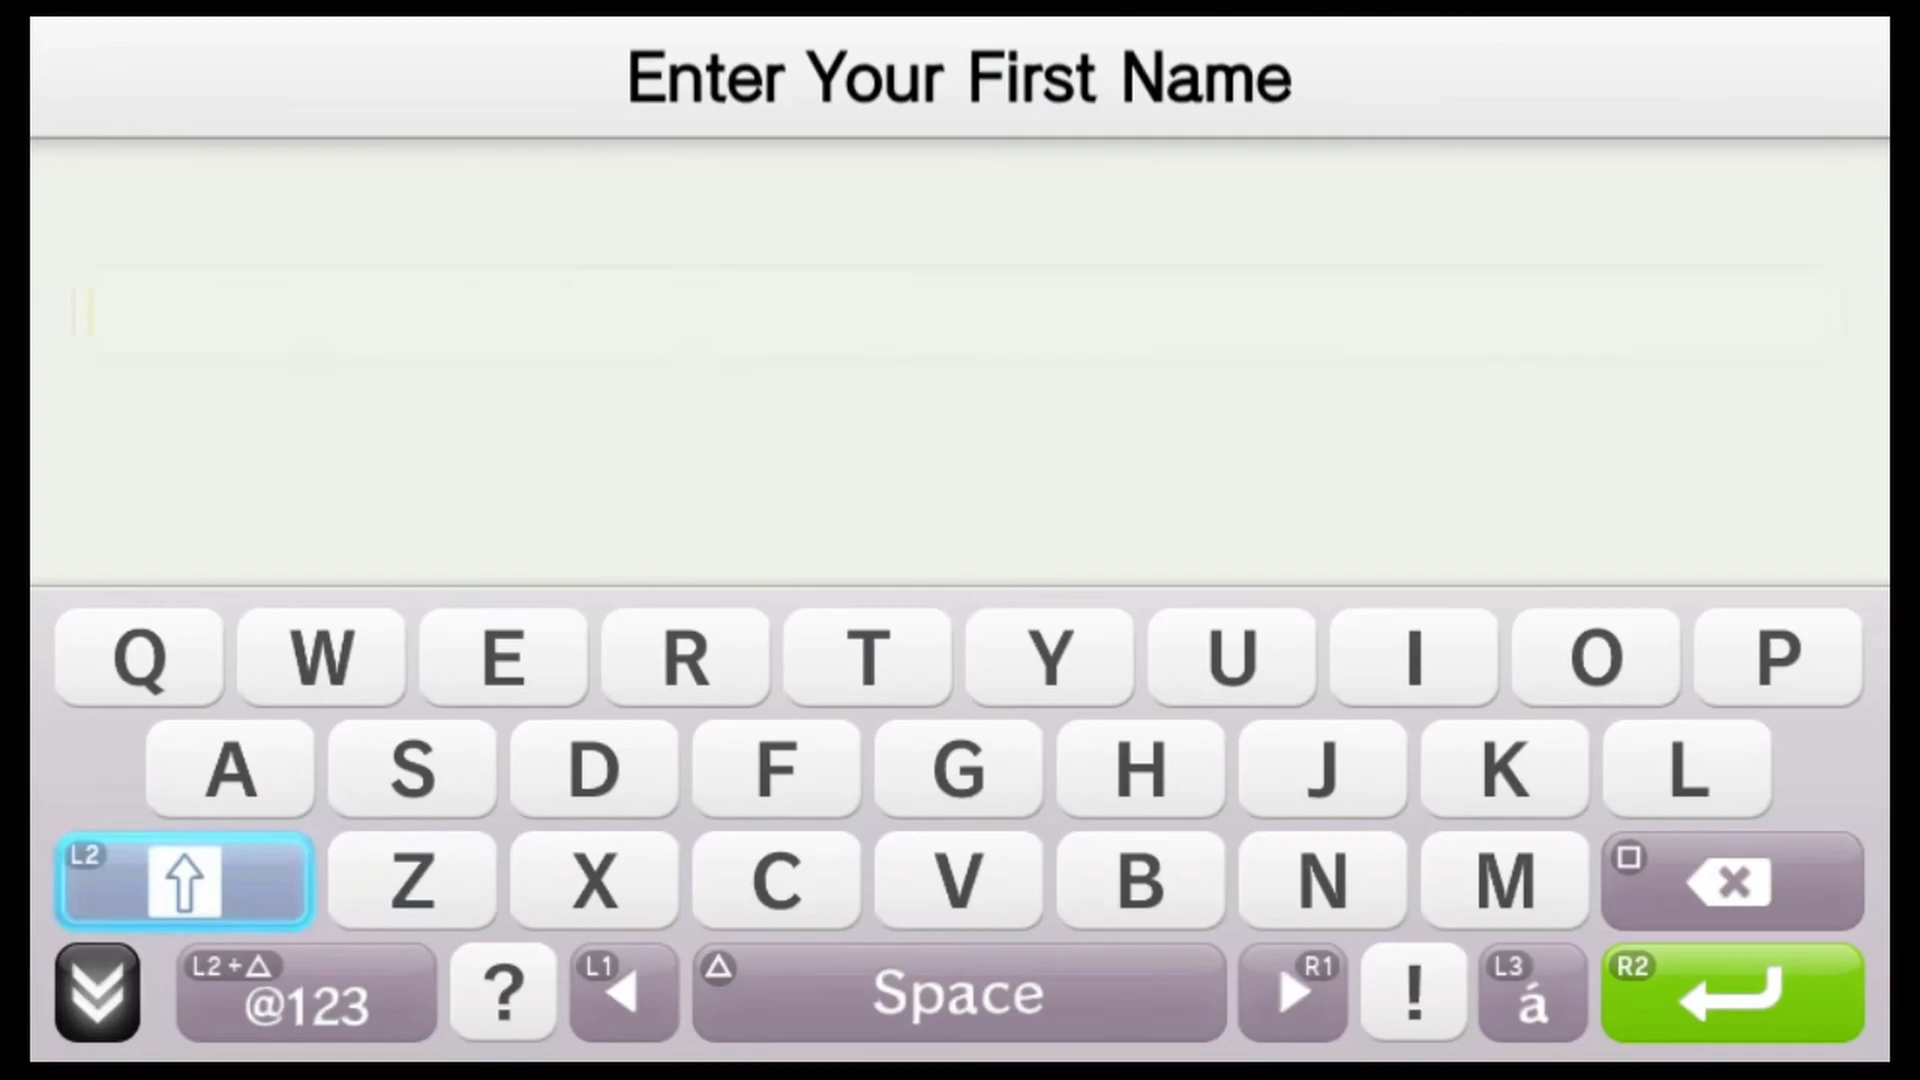 Enter Your First Name
Q W E R T Y U I O P
A S D F G H J K L
L2 Z X C V B N M
L2+△ @123 ? L1 Space R1 ! L3 á R2